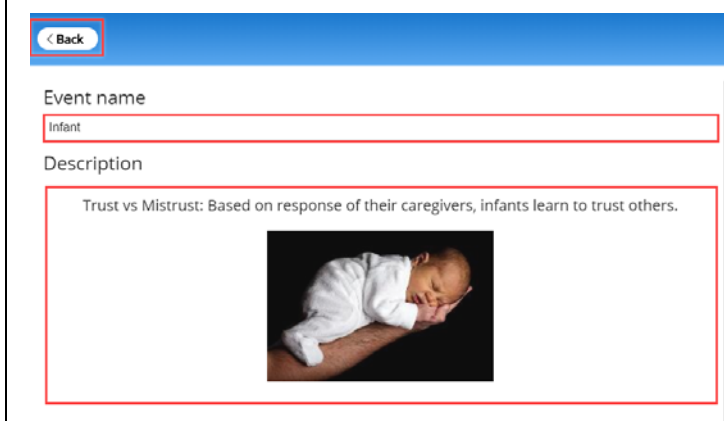 < Back
Event name
Infant
Description
Trust vs Mistrust: Based on response of their caregivers, infants learn to trust others.